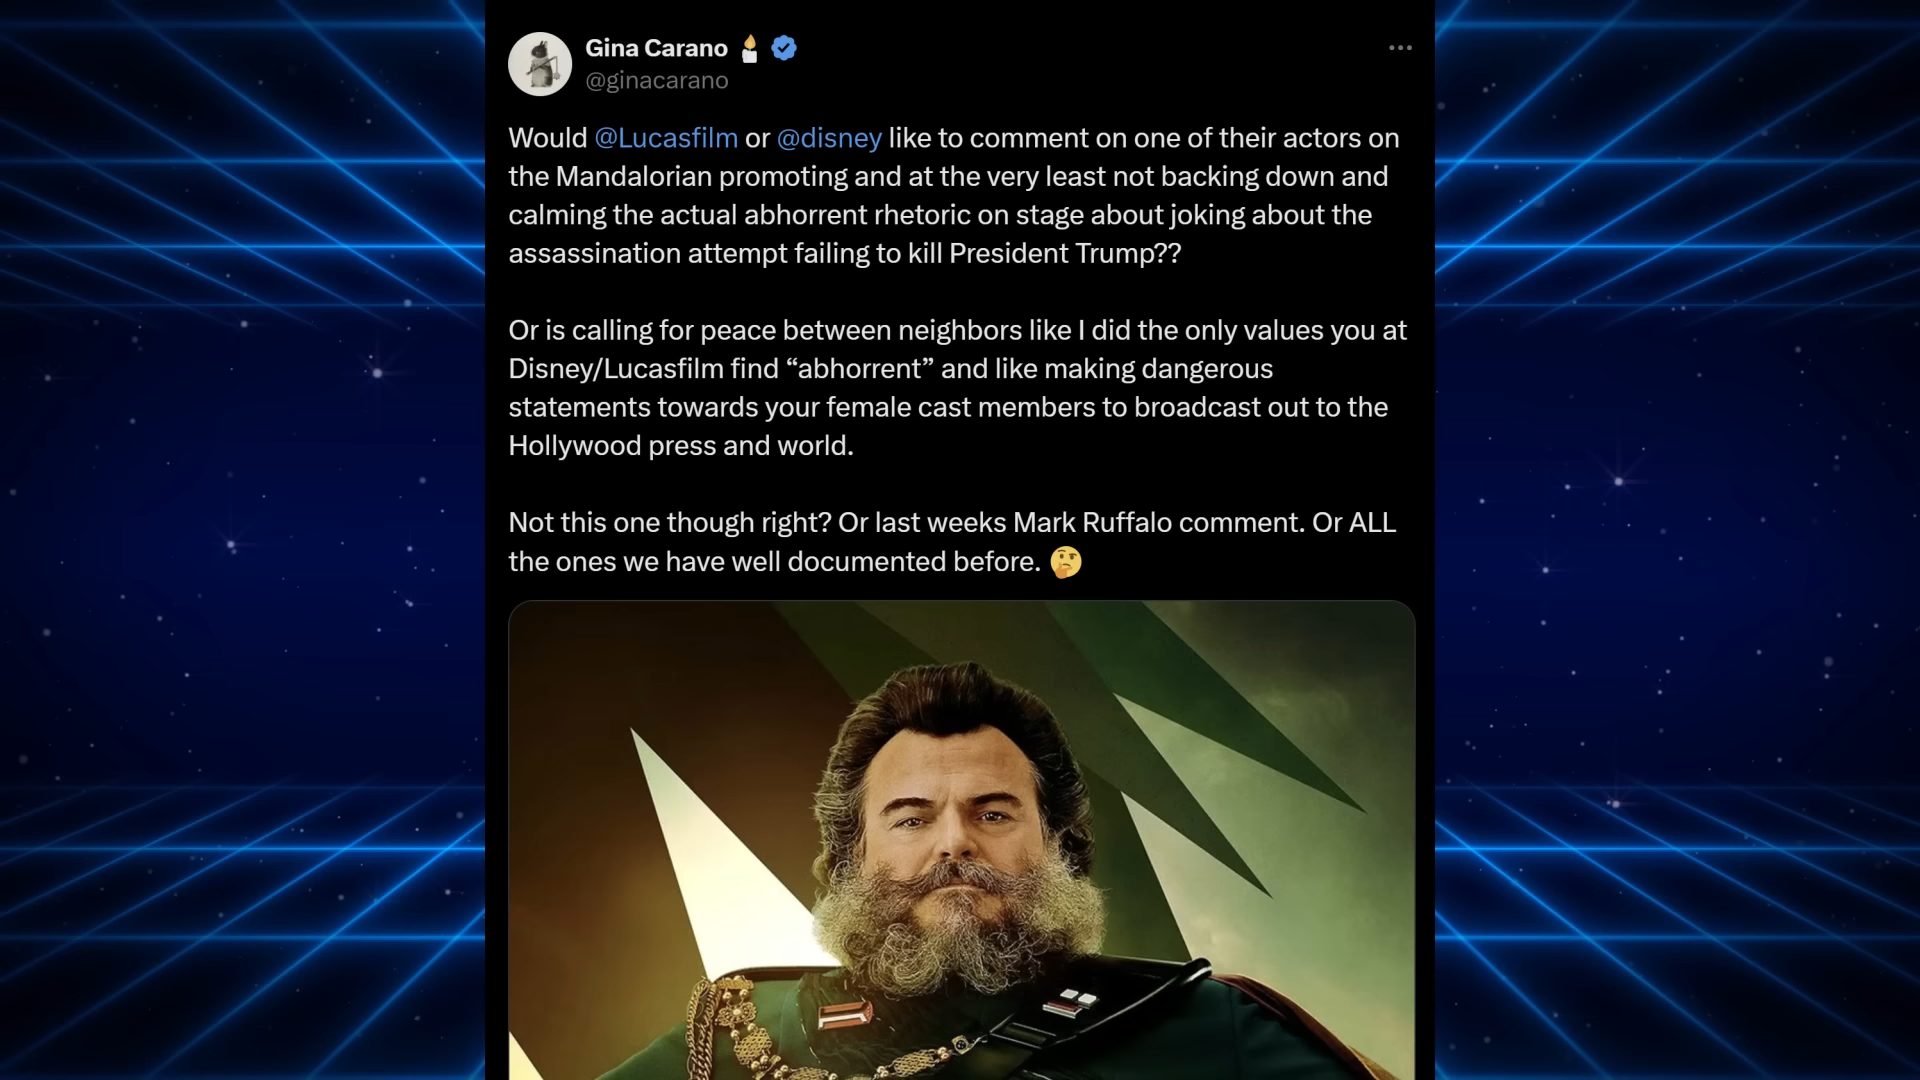 Gina Carano
@ginacarano
Would @Lucasfilm or @disney like to comment on one of their actors on
the Mandalorian promoting and at the very least not backing down and
calming the actual abhorrent rhetoric on stage about joking about the
assassination attempt failing to kill President Trump??
Or is calling for peace between neighbors like I did the only values you at
Disney/Lucasfilm find “abhorrent” and like making dangerous
statements towards your female cast members to broadcast out to the
Hollywood press and world.
Not this one though right? Or last weeks Mark Ruffalo comment. Or ALL
the ones we have well documented before.